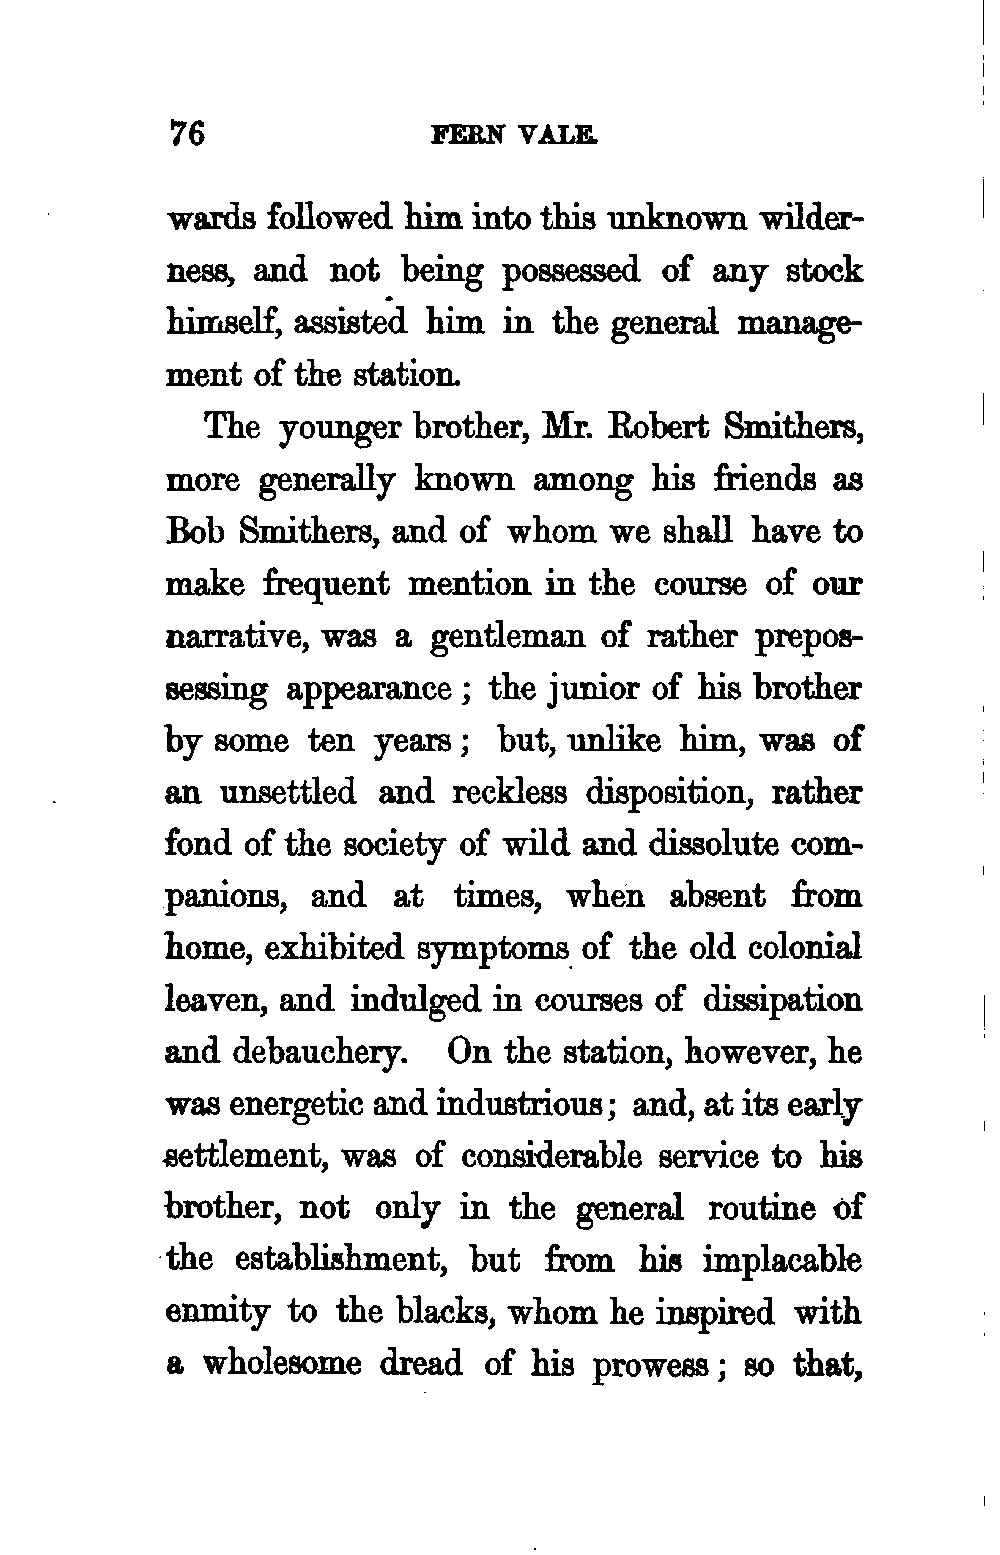 76 FERN VALE.
wards followed him into this unknown wilder-
ness, and not being possessed of any stock
himself, assisted him in the general manage-
ment of the station.
The younger brother, Mr. Robert Smithers,
more generally known among his friends as
Bob Smithers, and of whom we shall have to
make frequent mention in the course of our
narrative, was a gentleman of rather prepos-
sessing appearance ; the junior of his brother
by some ten years ; but, unlike him, was of
an unsettled and reckless disposition, rather
fond of the society of wild and dissolute com-
panions, and at times, when absent from
home, exhibited symptoms of the old colonial
leaven, and indulged in courses of dissipation
and debauchery. On the station, however, he
was energetic and industrious ; and, at its early
settlement, was of considerable service to his
brother, not only in the general routine of
the establishment, but from his implacable
enmity to the blacks, whom he inspired with
a wholesome dread of his prowess ; so that,